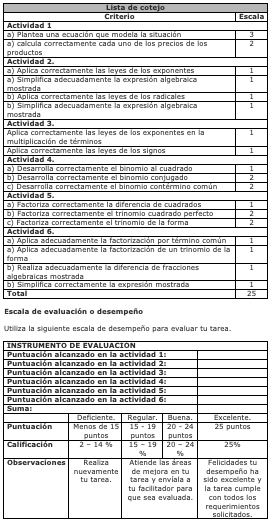 Lista de cotejo
Criterio Escala
Actividad 1
a) Plantea una ecuación que modela la situación 3
a) calcula correctamente cada uno de los precios de los 2
productos
Actividad 2.
a) Aplica correctamente las leyes de los exponentes 1
a) Simplifica adecuadamente la expresión algebraica 1
mostrada
b) Aplica correctamente las leyes de los radicales 1
b) Simplifica adecuadamente la expresión algebraica 1
mostrada
Actividad 3.
Aplica correctamente las leyes de los exponentes en la 1
multiplicación de términos
Aplica correctamente las leyes de los signos 1
Actividad 4.
a) Desarrolla correctamente el binomio al cuadrado 1
b) Desarrolla correctamente el binomio conjugado 2
c) Desarrolla correctamente el binomio contérmino común 2
Actividad 5.
a) Factoriza correctamente la diferencia de cuadrados 1
b) Factoriza correctamente el trinomio cuadrado perfecto 2
c) Factoriza correctamente el trinomio de la forma 2
Actividad 6.
a) Aplica adecuadamente la factorización por término común 1
a) Aplica adecuadamente la factorización de un trinomio de la 1
forma
b) Realiza adecuadamente la diferencia de fracciones 1
algebraicas mostrada
b) Simplifica correctamente la expresión mostrada 1
Total 25
Escala de evaluación o desempeño
Utiliza la siguiente escala de desempeño para evaluar tu tarea.
INSTRUMENTO DE EVALUACIÓN
Puntuación alcanzado en la actividad 1:
Puntuación alcanzado en la actividad 2:
Puntuación alcanzado en la actividad 3:
Puntuación alcanzado en la actividad 4:
Puntuación alcanzado en la actividad 5:
Puntuación alcanzado en la actividad 6:
Suma:
Deficiente. Regular. Buena. Excelente.
Puntuación Menos de 15 15 - 19 20 – 24 25 puntos
puntos puntos puntos
Calificación 2 – 14 % 15 – 19 20 – 24 25%
% %
Observaciones Realiza Atiende las áreas Felicidades tu
nuevamente de mejora en tu desempeño ha
tu tarea. tarea y envíala a sido excelente y
tu facilitador para la tarea cumple
que sea evaluada. con todos los
requerimientos
solicitados.